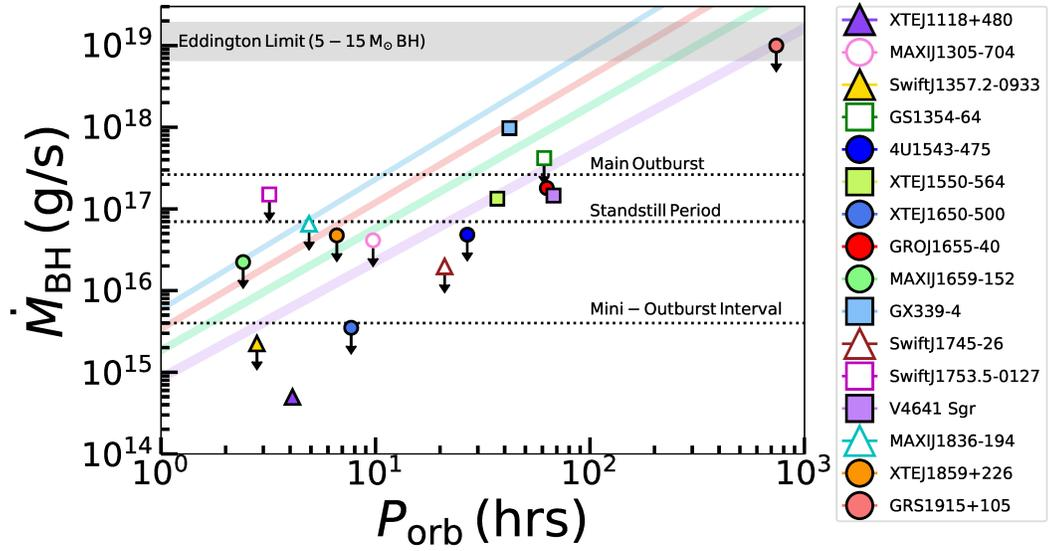 10¹⁹
10¹⁸
10¹⁷
10¹⁶
10¹⁵
10¹⁴
Ṁ_BH (g/s)
Eddington Limit (5 − 15 M⊙ BH)
Main Outburst
Standstill Period
Mini − Outburst Interval
10⁰ 10¹ 10² 10³
P_orb (hrs)
XTEJ1118+480
MAXIJ1305-704
SwiftJ1357.2-0933
GS1354-64
4U1543-475
XTEJ1550-564
XTEJ1650-500
GROJ1655-40
MAXIJ1659-152
GX339-4
SwiftJ1745-26
SwiftJ1753.5-0127
V4641 Sgr
MAXIJ1836-194
XTEJ1859+226
GRS1915+105